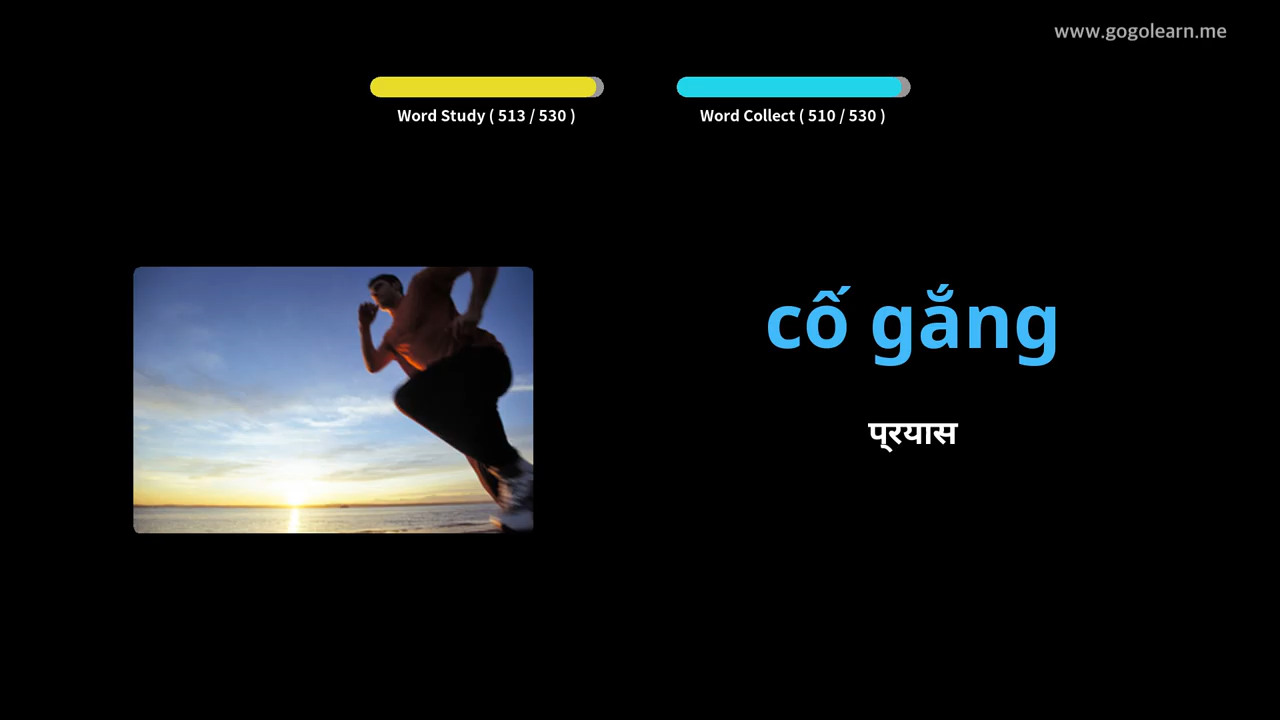 www.gogolearn.me
Word Study ( 513 / 530 )
Word Collect ( 510 / 530 )
cố gắng
प्रयास